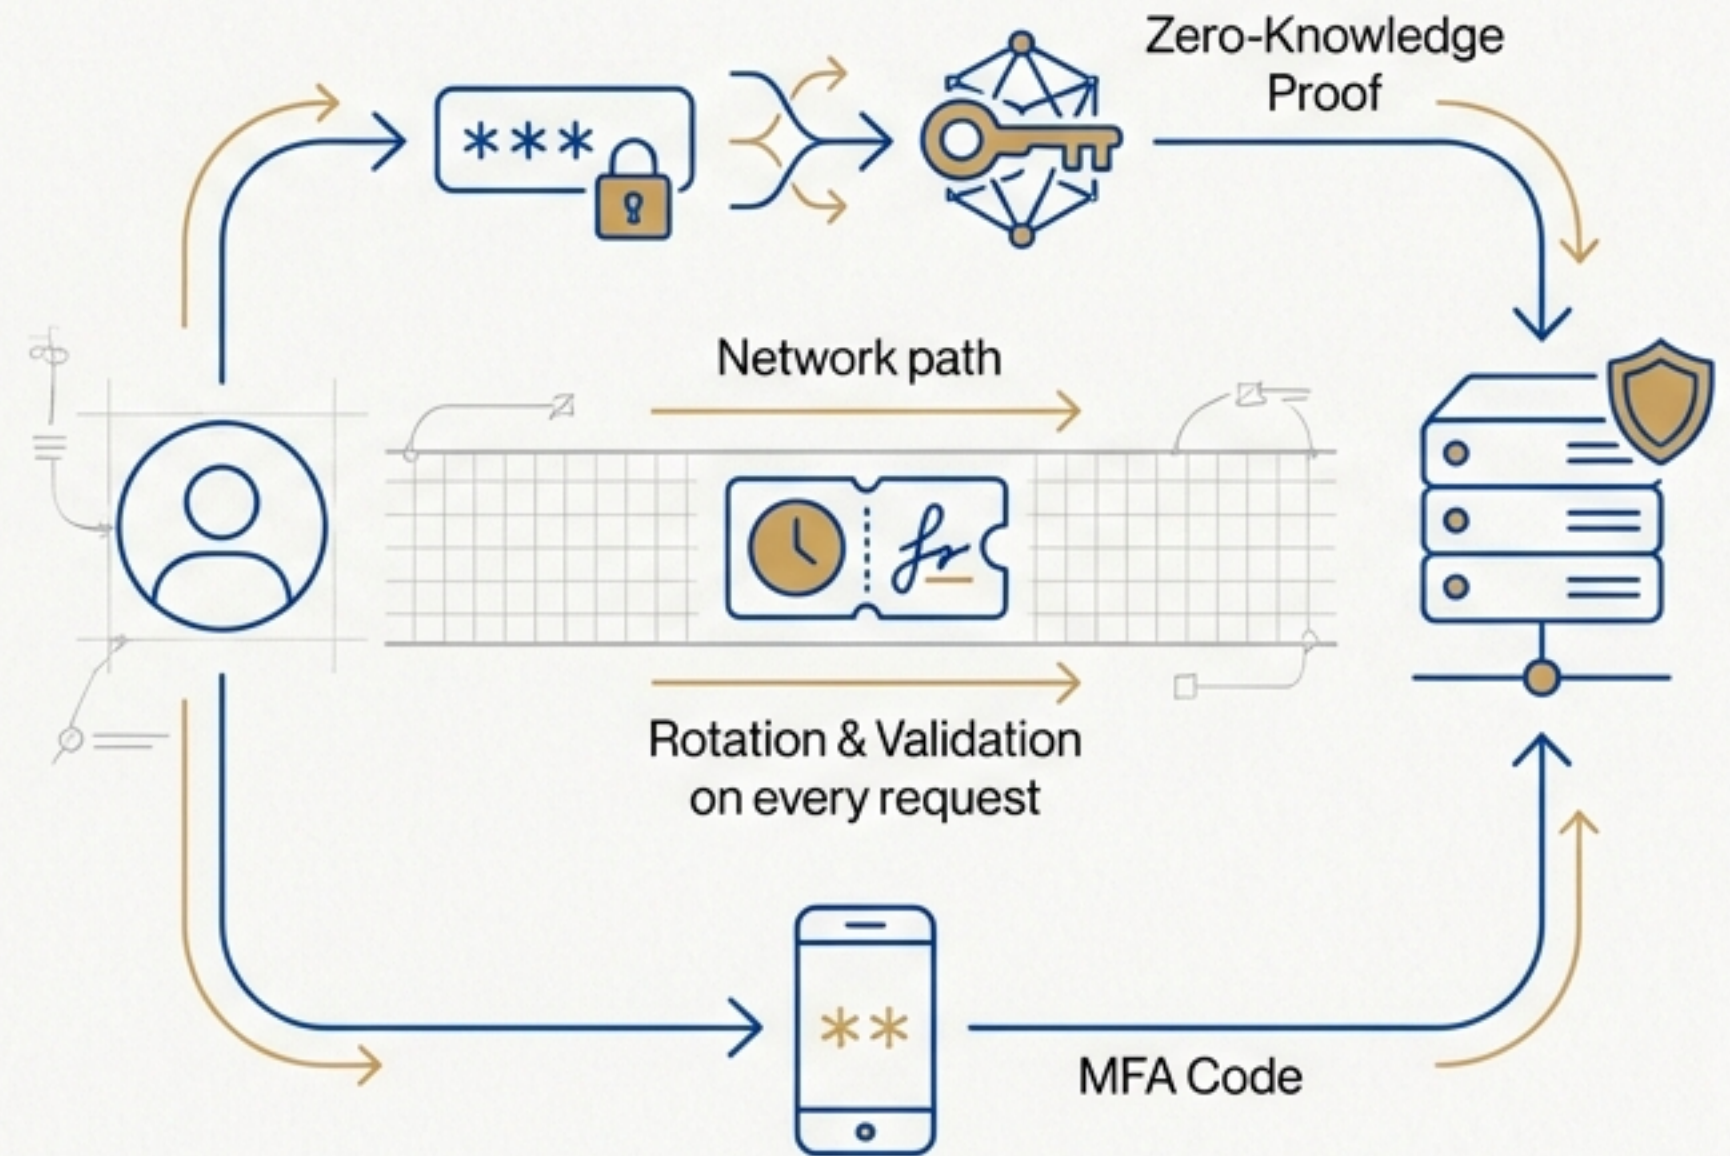 Zero-Knowledge
Proof
***
Network path
Rotation & Validation
on every request
**
MFA Code